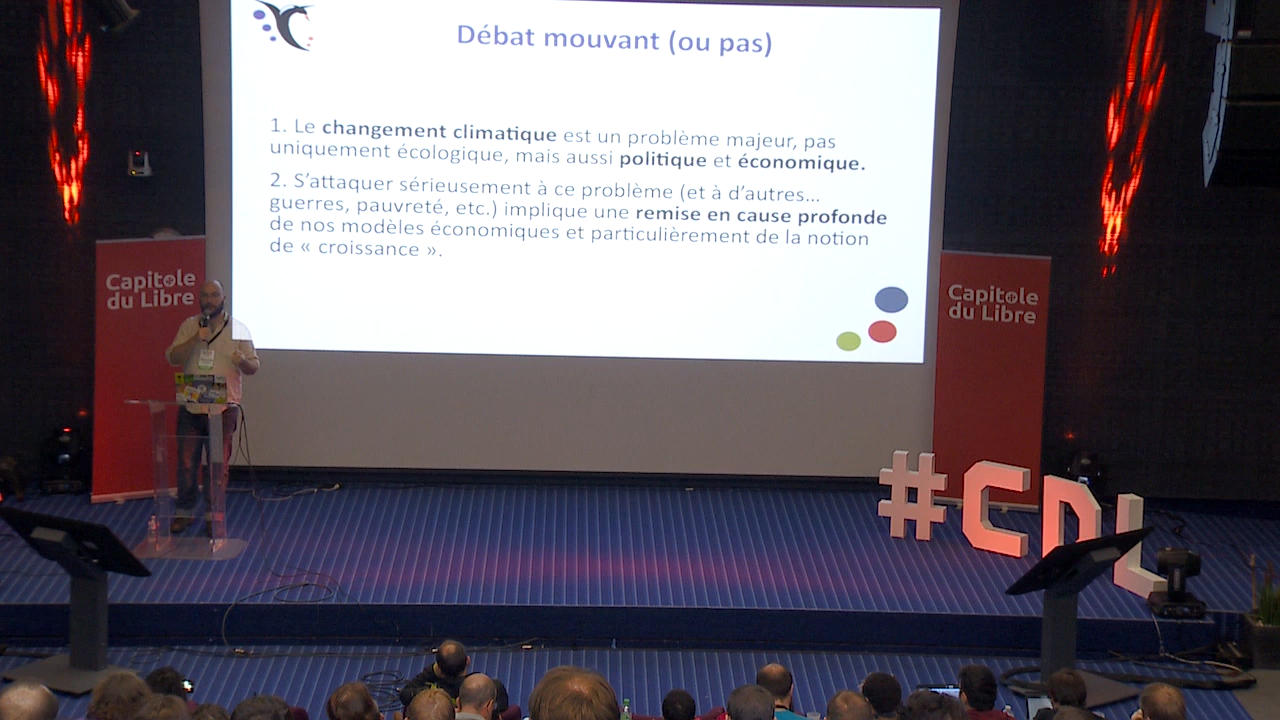 Débat mouvant (ou pas)
1. Le changement climatique est un problème majeur, pas
uniquement écologique, mais aussi politique et économique.
2. S’attaquer sérieusement à ce problème (et à d’autres...
guerres, pauvreté, etc.) implique une remise en cause profonde
de nos modèles économiques et particulièrement de la notion
de « croissance ».
Capitole
du Libre
Capitole
du Libre
#CDL